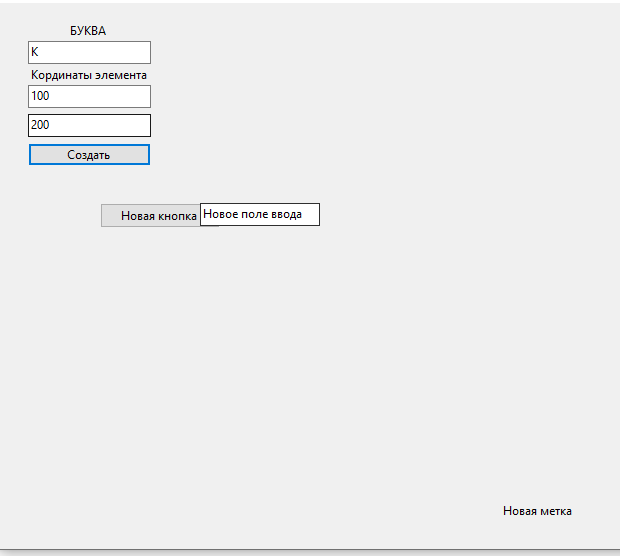 БУКВА
К
Кординаты элемента
100
200
Создать
Новая кнопка Новое поле ввода
Новая метка